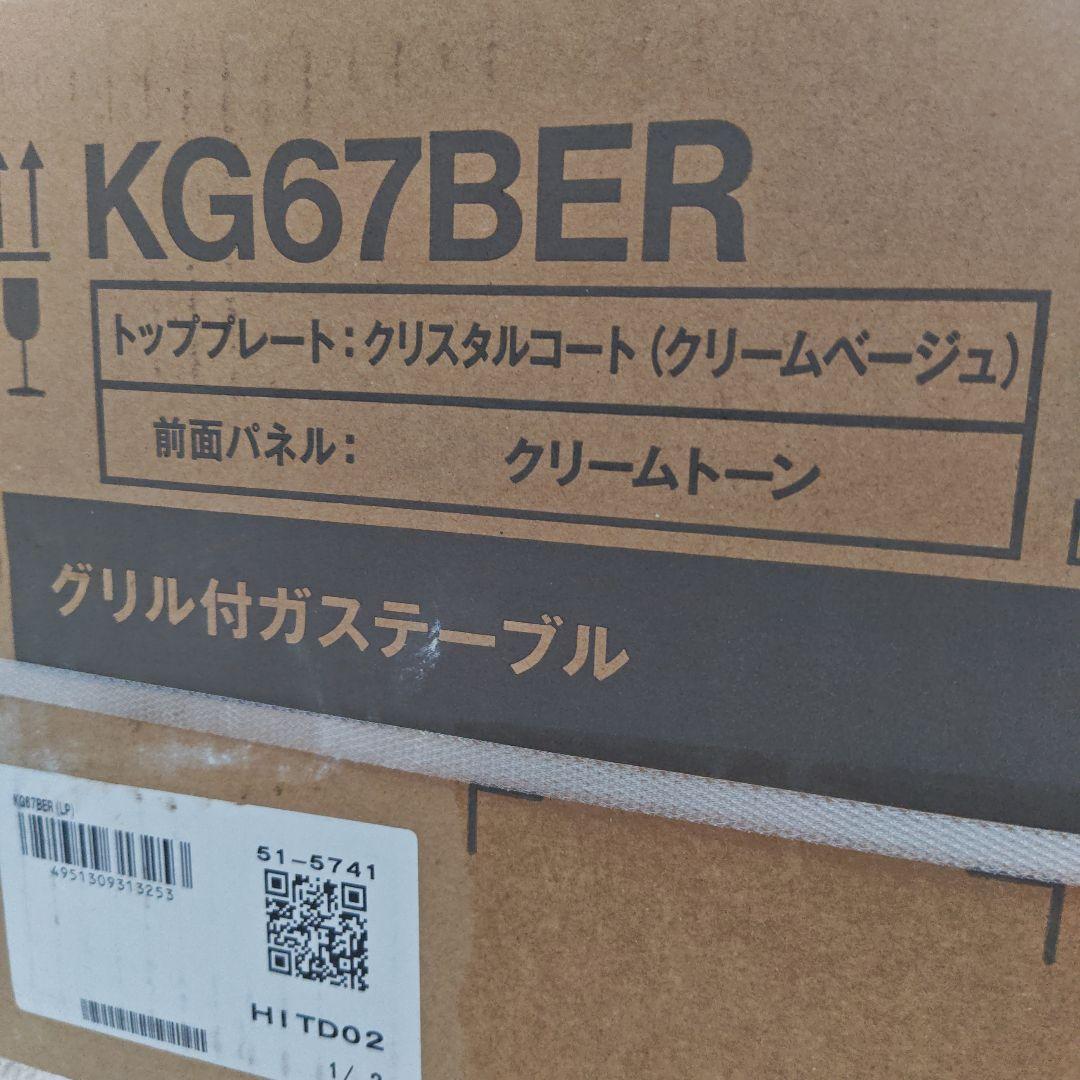 KG67BER
トッププレート:クリスタルコート(クリームベージュ)
前面パネル: クリームトーン
グリル付ガステーブル
KG67BER(LP)
4951309313253
51-5741
HITD02
1/